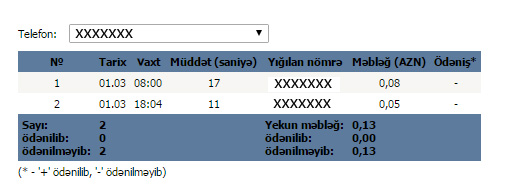 Telefon: XXXXXXX
№ Tarix Vaxt Müddət (saniyə) Yığılan nömrə Məbləğ (AZN) Ödəniş*
1 01.03 08:00 17 XXXXXXX 0,08 -
2 01.03 18:04 11 XXXXXXX 0,05 -
Sayı: 2 Yekun məbləğ: 0,13
ödənilib: 0 ödənilib: 0,00
ödənilməyib: 2 ödənilməyib: 0,13
(* - '+' ödənilib, '-' ödənilməyib)